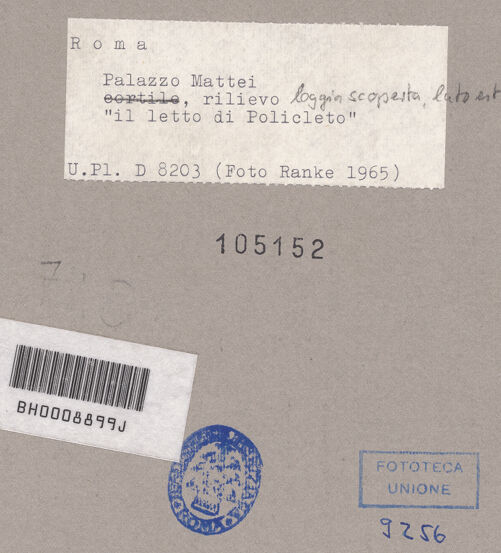 Roma
Palazzo Mattei
cortile, rilievo loggia scoperta, lato est
"il letto di Policleto"
U.Pl. D 8203 (Foto Ranke 1965)
105152
BH0008899J
FOTOTECA
UNIONE
9256